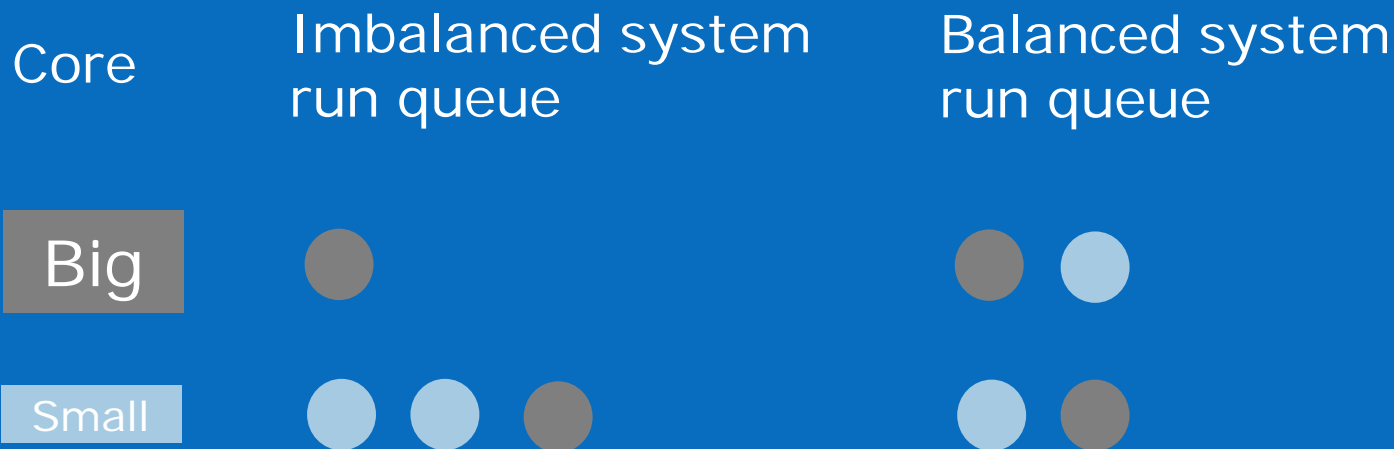 Core
Imbalanced system
run queue
Balanced system
run queue
Big
Small